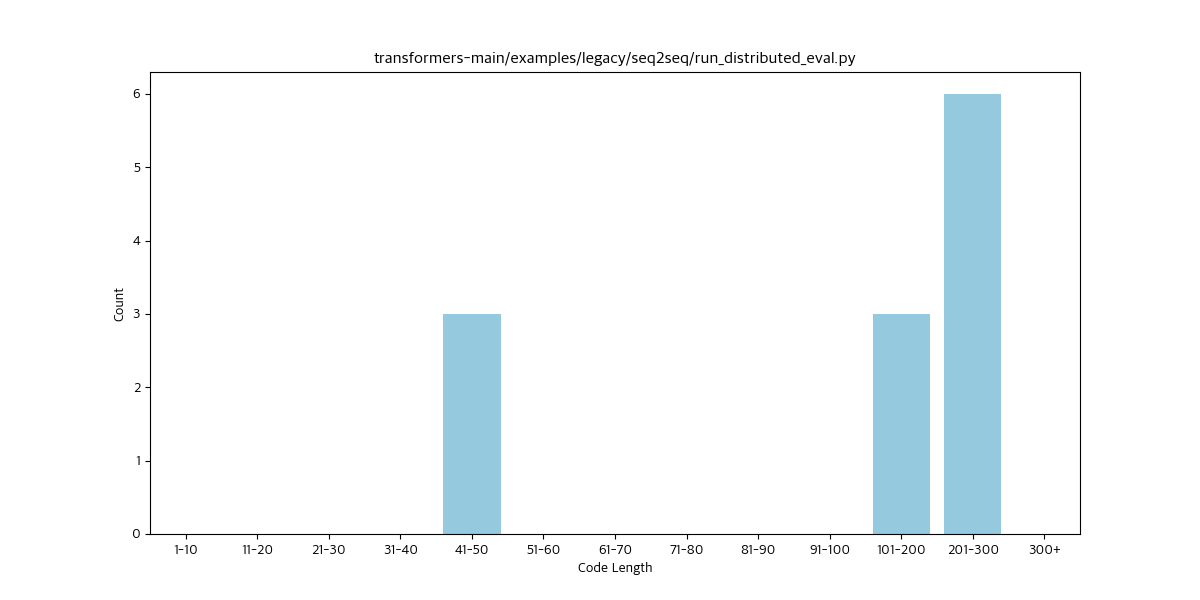 transformers-main/examples/legacy/seq2seq/run_distributed_eval.py
6
5
4
3
2
1
0
Count
1-10 11-20 21-30 31-40 41-50 51-60 61-70 71-80 81-90 91-100 101-200 201-300 300+
Code Length